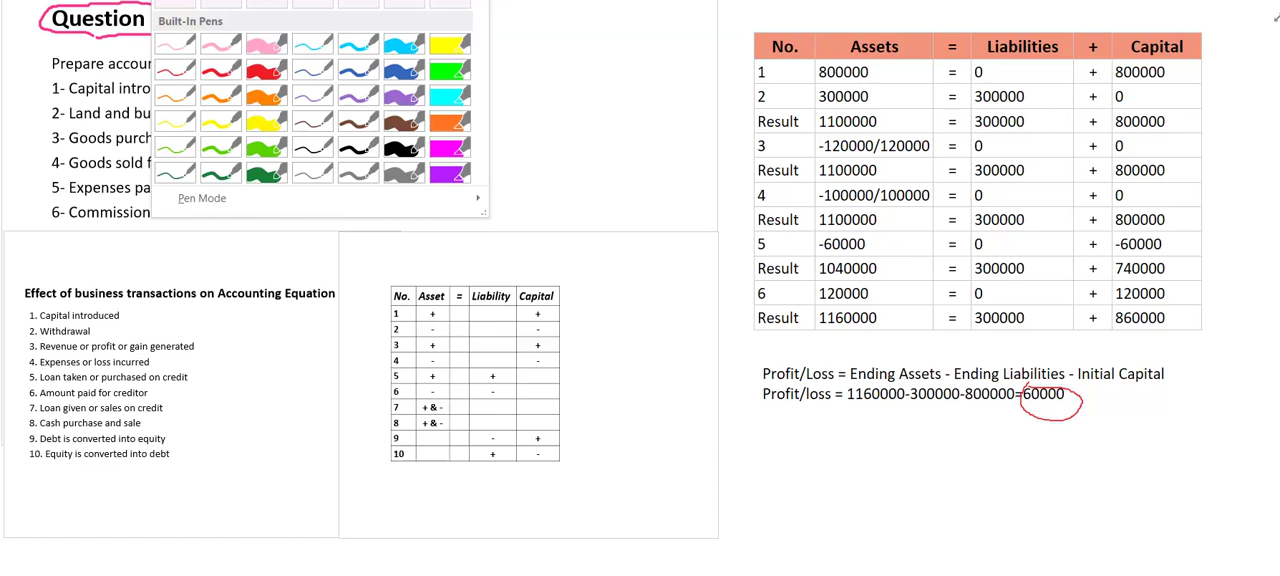 Question
Prepare accour
1- Capital intro
2- Land and bu
3- Goods purch
4- Goods sold f
5- Expenses pa
6- Commission
Built-In Pens
Pen Mode
Effect of business transactions on Accounting Equation
1. Capital introduced
2. Withdrawal
3. Revenue or profit or gain generated
4. Expenses or loss incurred
5. Loan taken or purchased on credit
6. Amount paid for creditor
7. Loan given or sales on credit
8. Cash purchase and sale
9. Debt is converted into equity
10. Equity is converted into debt
No. Asset = Liability Capital
1 + +
2 - -
3 + +
4 - -
5 + +
6 - -
7 + & -
8 + & -
9 - +
10 + -
No. Assets = Liabilities + Capital
1 800000 = 0 + 800000
2 300000 = 300000 + 0
Result 1100000 = 300000 + 800000
3 -120000/120000 = 0 + 0
Result 1100000 = 300000 + 800000
4 -100000/100000 = 0 + 0
Result 1100000 = 300000 + 800000
5 -60000 = 0 + -60000
Result 1040000 = 300000 + 740000
6 120000 = 0 + 120000
Result 1160000 = 300000 + 860000
Profit/Loss = Ending Assets - Ending Liabilities - Initial Capital
Profit/loss = 1160000-300000-800000=60000